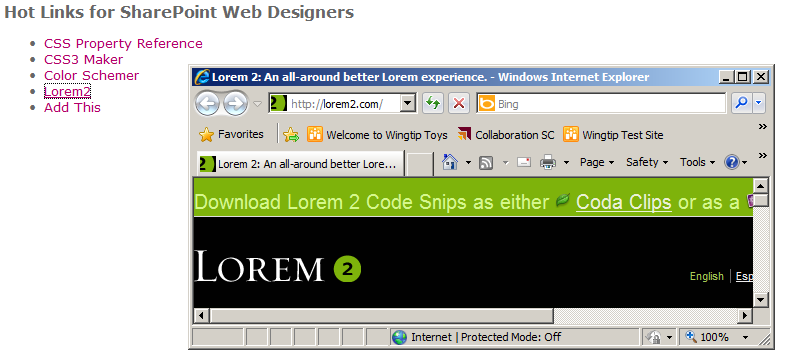 Hot Links for SharePoint Web Designers
CSS Property Reference
CSS3 Maker
Color Schemer
Lorem2
Add This
Lorem 2: An all-around better Lorem experience. - Windows Internet Explorer
http://lorem2.com/
Bing
Favorites
Welcome to Wingtip Toys
Collaboration SC
Wingtip Test Site
»
Lorem 2: An all-around better Lore...
Page
Safety
Tools
»
Download Lorem 2 Code Snips as either Coda Clips or as a
LOREM 2
English | Esp
Internet | Protected Mode: Off
100%